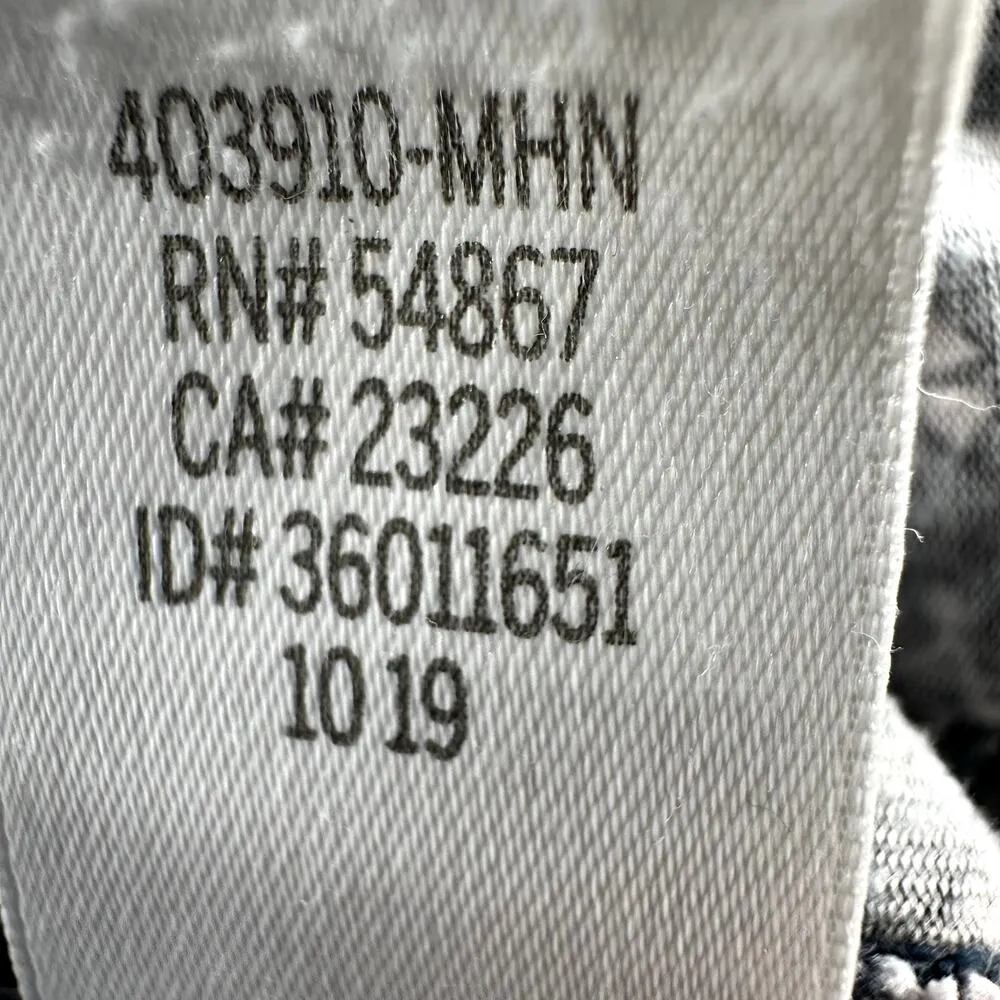 403910-MHN
RN# 54867
CA# 23226
ID# 36011651
10 19